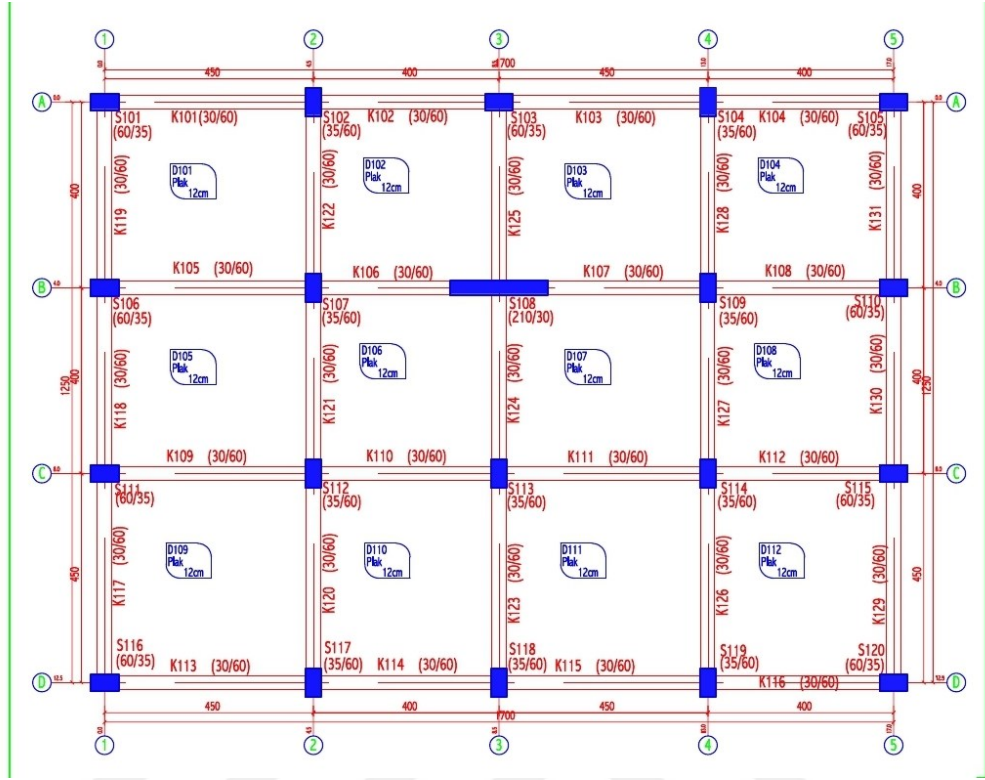 1 2 3 4 5
1700
450 400 450 400
A A
S101 K101(30/60) S102 K102 (30/60) S103 K103 (30/60) S104 K104 (30/60) S105
(60/35) (35/60) (60/35) (35/60) (60/35)
D101 D102 D103 D104
Plak Plak Plak Plak
12cm 12cm 12cm 12cm
400 400
K119 (30/60) K122 (30/60) K125 (30/60) K128 (30/60) K131 (30/60)
K105 (30/60) K106 (30/60) K107 (30/60) K108 (30/60)
B B
S106 S107 S108 S109 S110
(60/35) (35/60) (210/30) (35/60) (60/35)
D105 D106 D107 D108
Plak Plak Plak Plak
12cm 12cm 12cm 12cm
1250 400 400 1250
K118 (30/60) K121 (30/60) K124 (30/60) K127 (30/60) K130 (30/60)
K109 (30/60) K110 (30/60) K111 (30/60) K112 (30/60)
C C
S111 S112 S113 S114 S115
(60/35) (35/60) (35/60) (35/60) (60/35)
D109 D110 D111 D112
Plak Plak Plak Plak
12cm 12cm 12cm 12cm
450 450
K117 (30/60) K120 (30/60) K123 (30/60) K126 (30/60) K129 (30/60)
S116 S117 S118 S119 S120
(60/35) (35/60) (35/60) (35/60) (60/35)
K113 (30/60) K114 (30/60) K115 (30/60) K116 (30/60)
D D
450 400 450 400
1700
1 2 3 4 5